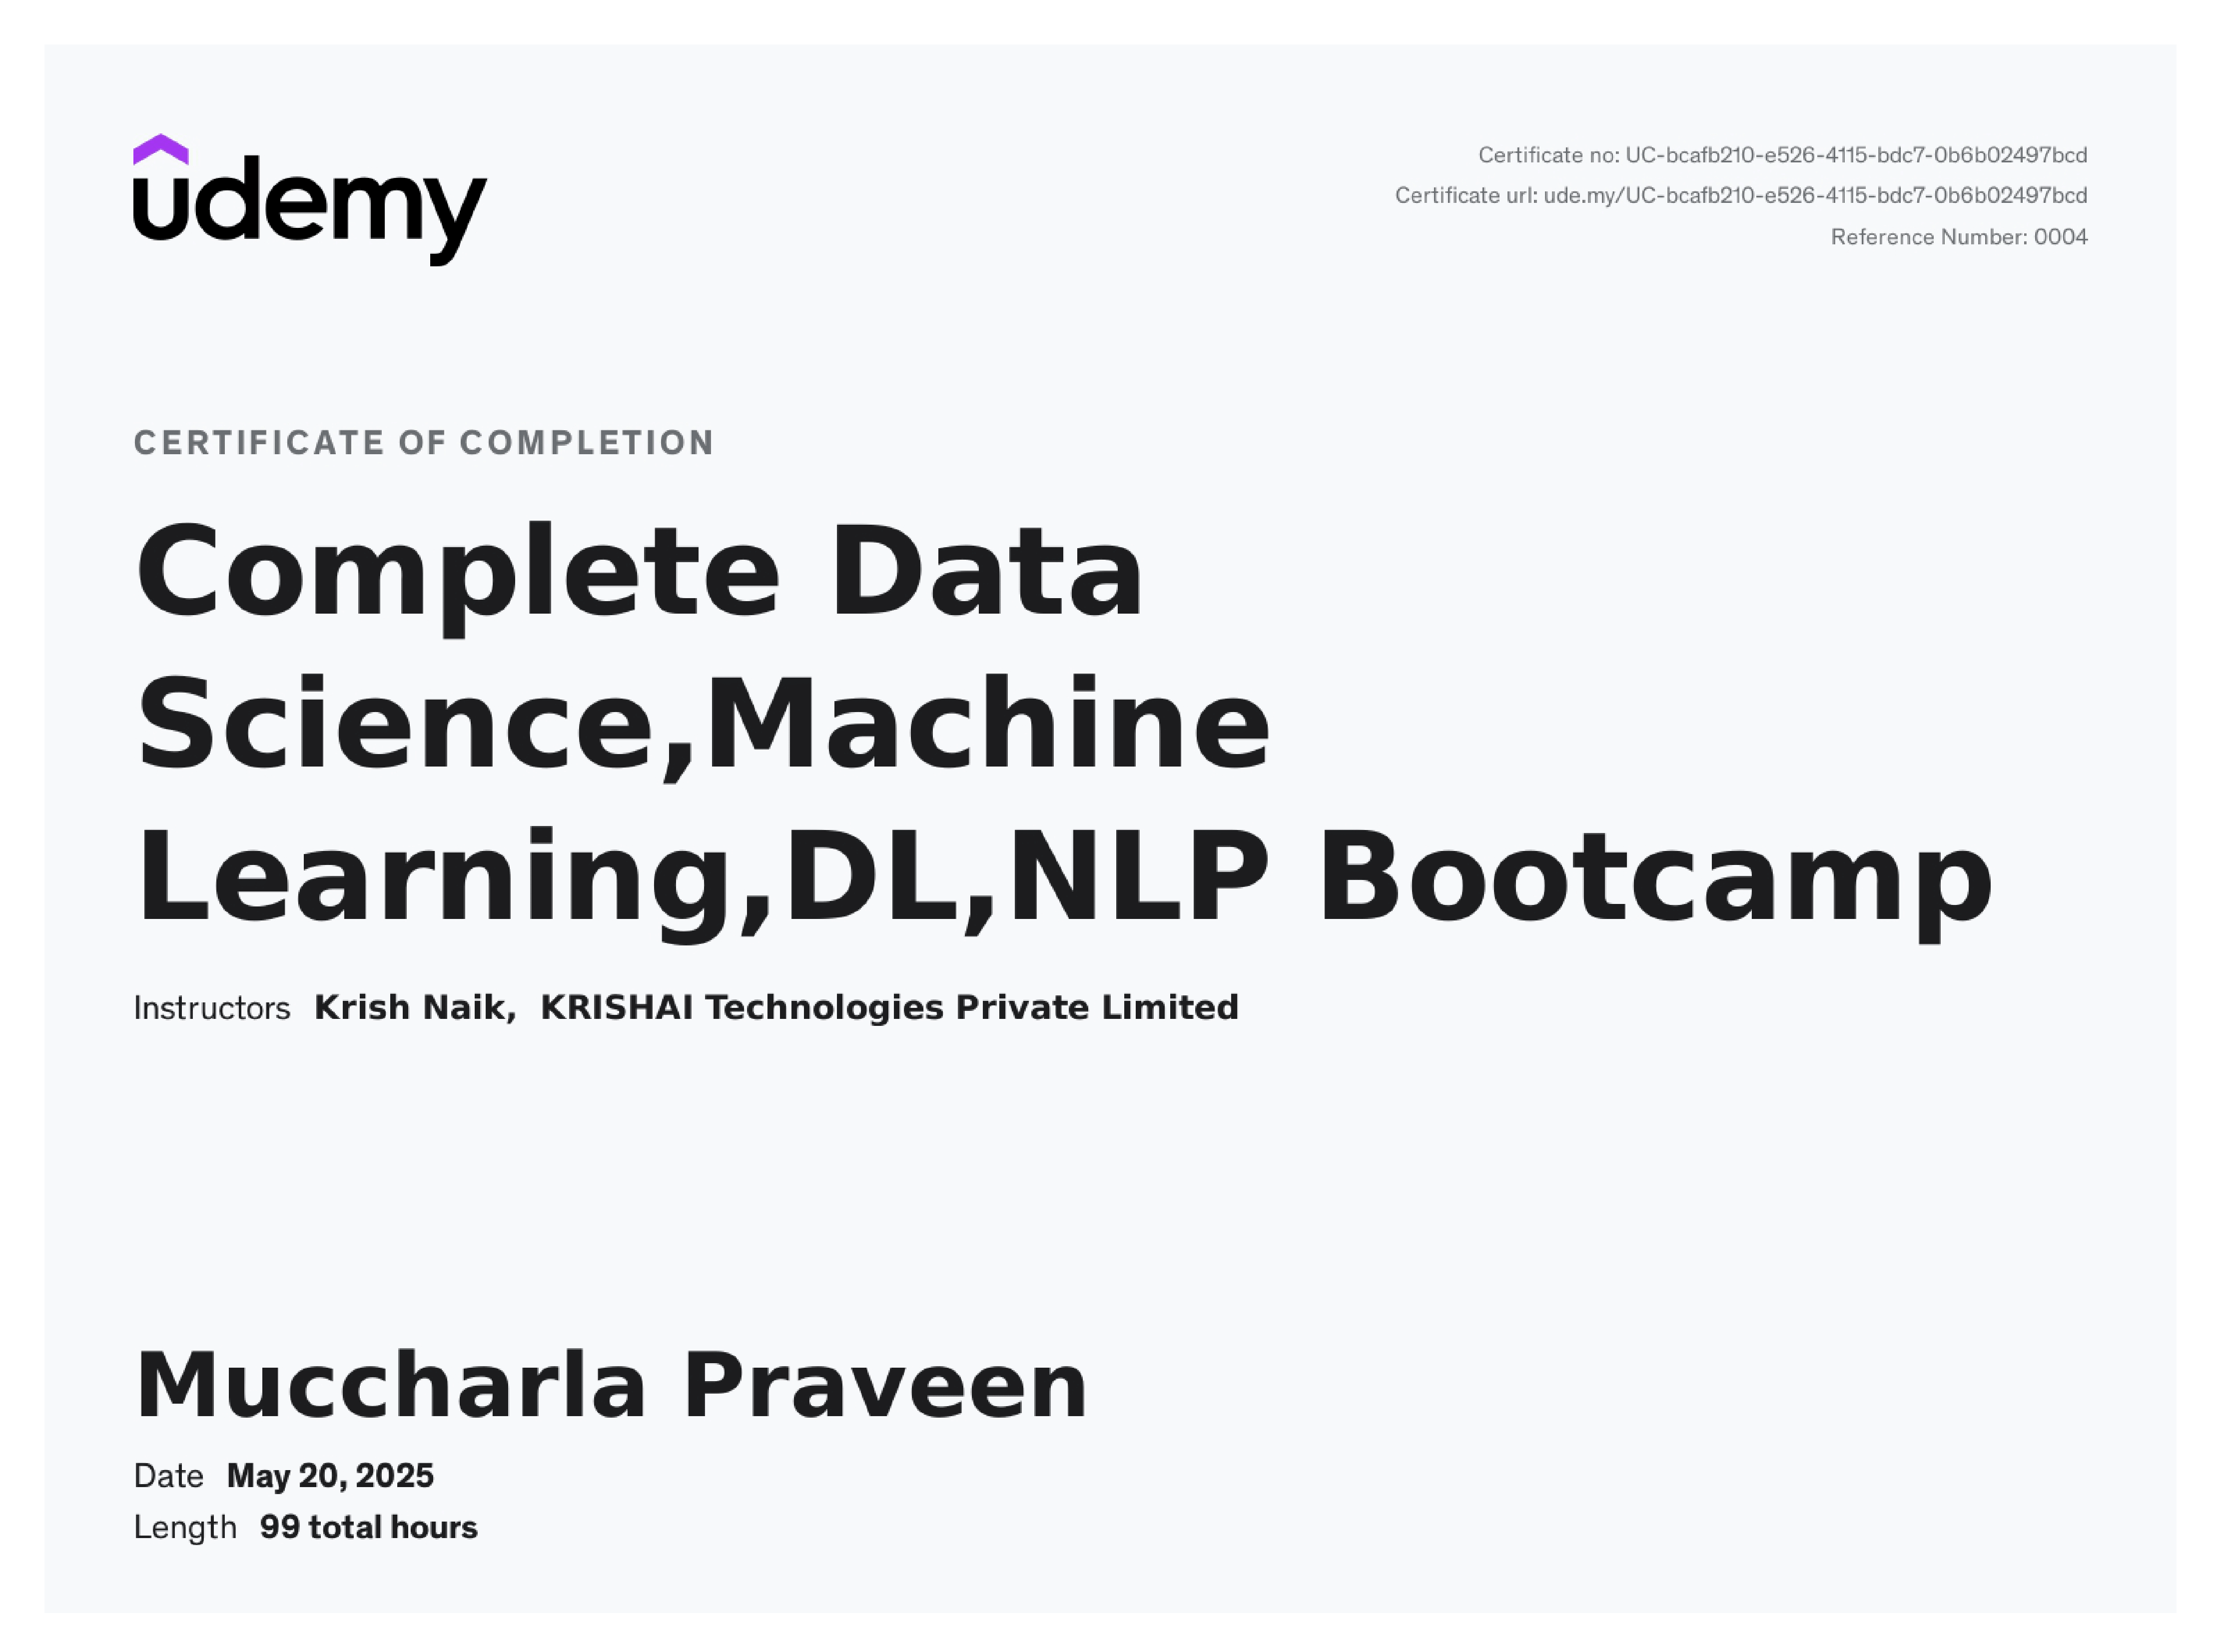 udemy
Certificate no: UC-bcafb210-e526-4115-bdc7-0b6b02497bcd
Certificate url: ude.my/UC-bcafb210-e526-4115-bdc7-0b6b02497bcd
Reference Number: 0004
CERTIFICATE OF COMPLETION
Complete Data
Science,Machine
Learning,DL,NLP Bootcamp
Instructors Krish Naik, KRISHAI Technologies Private Limited
Muccharla Praveen
Date May 20, 2025
Length 99 total hours